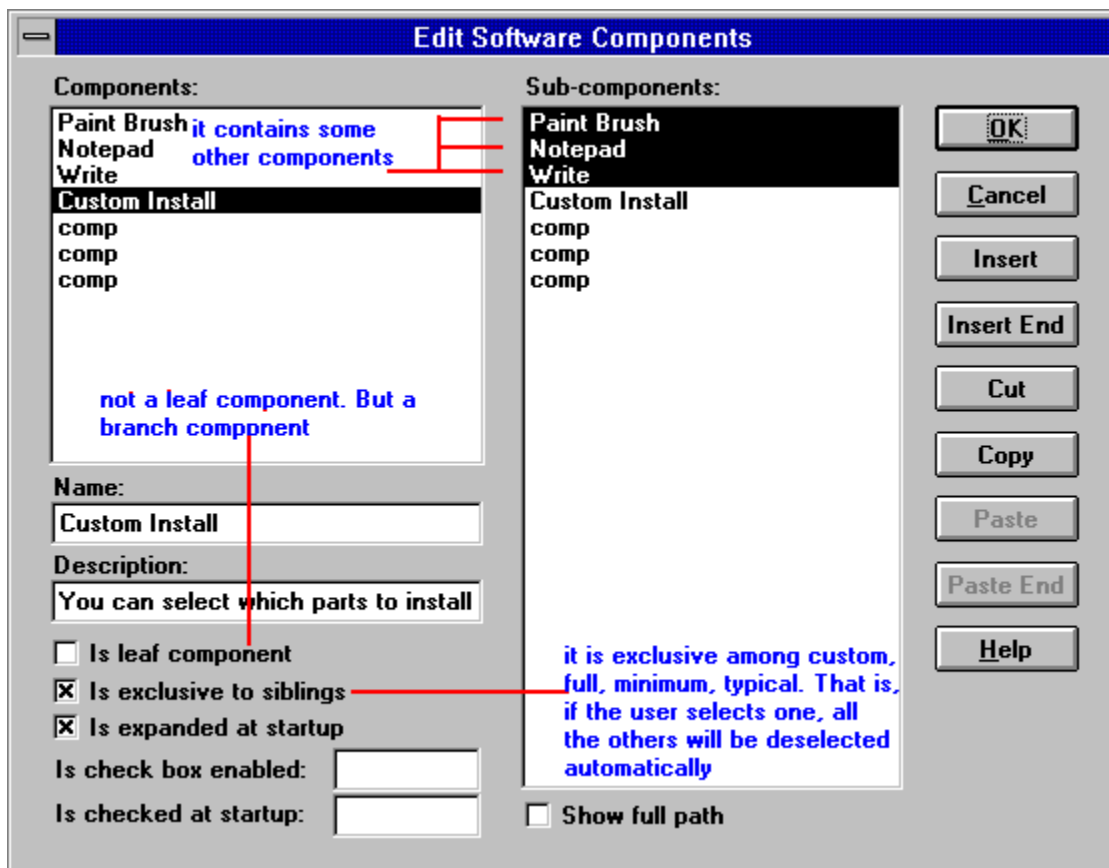 Edit Software Components
Components:
Paint Brush
Notepad
Write
Custom Install
comp
comp
comp
it contains some
other components
not a leaf component. But a
branch component
Name:
Custom Install
Description:
You can select which parts to install
Is leaf component
Is exclusive to siblings
Is expanded at startup
Is check box enabled:
Is checked at startup:
Sub-components:
Paint Brush
Notepad
Write
Custom Install
comp
comp
comp
it is exclusive among custom,
full, minimum, typical. That is,
if the user selects one, all
the others will be deselected
automatically
Show full path
OK
Cancel
Insert
Insert End
Cut
Copy
Paste
Paste End
Help